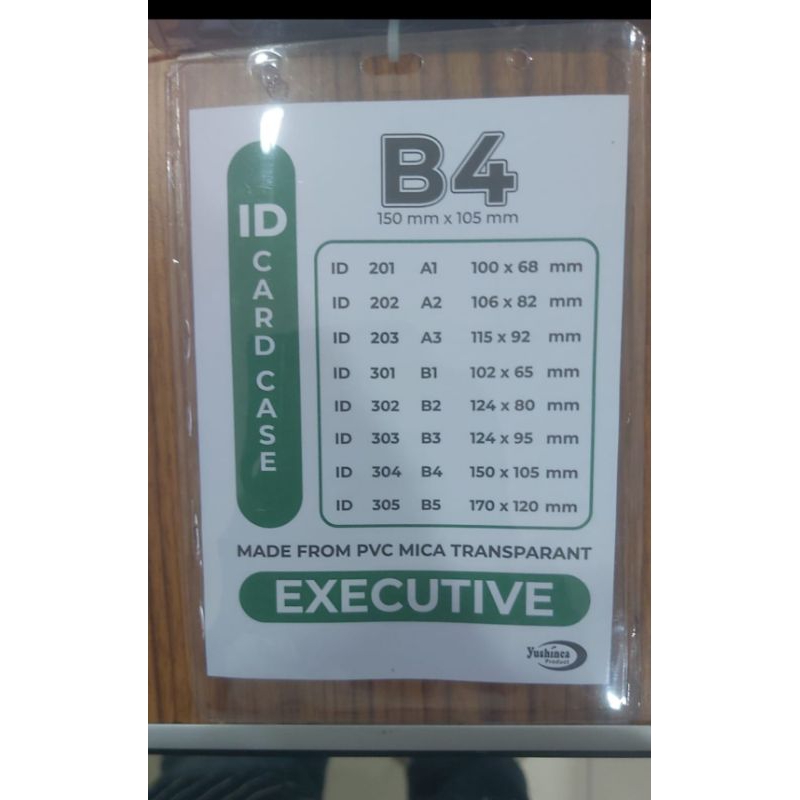 B4
150 mm x 105 mm
ID CARD CASE
ID 201 A1 100 x 68 mm
ID 202 A2 106 x 82 mm
ID 203 A3 115 x 92 mm
ID 301 B1 102 x 65 mm
ID 302 B2 124 x 80 mm
ID 303 B3 124 x 95 mm
ID 304 B4 150 x 105 mm
ID 305 B5 170 x 120 mm
MADE FROM PVC MICA TRANSPARANT
EXECUTIVE
Yushinca
Product